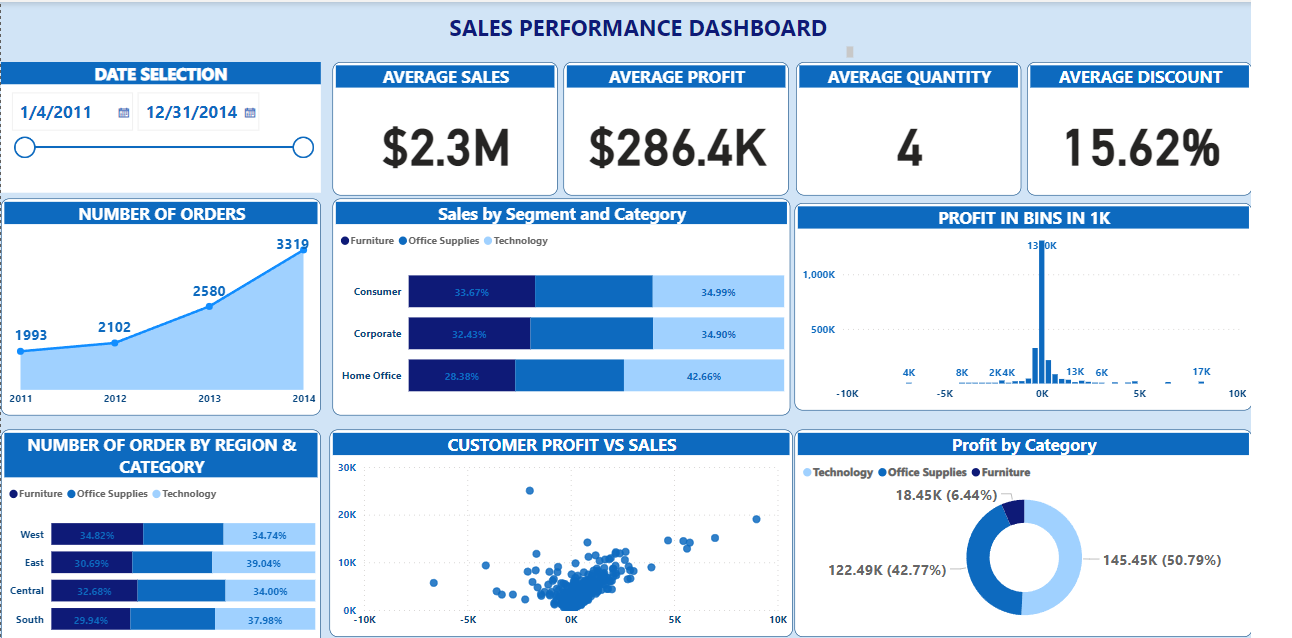 SALES PERFORMANCE DASHBOARD
DATE SELECTION
1/4/2011 12/31/2014
AVERAGE SALES
$2.3M
AVERAGE PROFIT
$286.4K
AVERAGE QUANTITY
4
AVERAGE DISCOUNT
15.62%
NUMBER OF ORDERS
3319
2580
2102
1993
2011 2012 2013 2014
Sales by Segment and Category
Furniture Office Supplies Technology
Consumer 33.67% 34.99%
Corporate 32.43% 34.90%
Home Office 28.38% 42.66%
PROFIT IN BINS IN 1K
1,000K
500K
4K 8K 2K 4K 13K 6K 17K
-10K -5K 0K 5K 10K
NUMBER OF ORDER BY REGION &
CATEGORY
Furniture Office Supplies Technology
West 34.82% 34.74%
East 30.69% 39.04%
Central 32.68% 34.00%
South 29.94% 37.98%
CUSTOMER PROFIT VS SALES
30K
20K
10K
0K
-10K -5K 0K 5K 10K
Profit by Category
Technology Office Supplies Furniture
18.45K (6.44%)
145.45K (50.79%)
122.49K (42.77%)